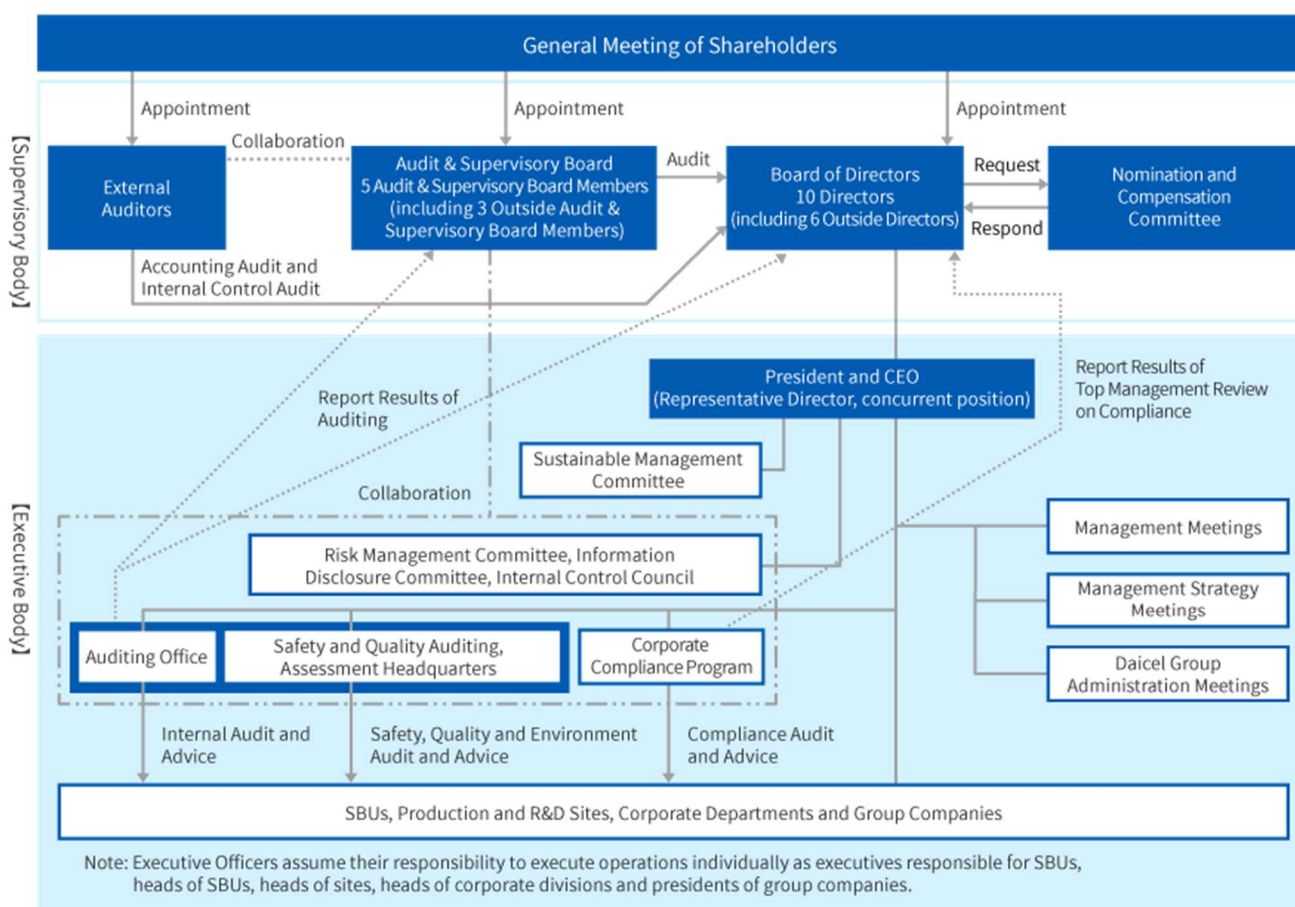 General Meeting of Shareholders
Appointment
Appointment
Appointment
【Supervisory Body】
Collaboration
External
Auditors
Audit & Supervisory Board
5 Audit & Supervisory Board Members
(including 3 Outside Audit &
Supervisory Board Members)
Audit
Board of Directors
10 Directors
(including 6 Outside Directors)
Request
Respond
Nomination and
Compensation
Committee
Accounting Audit and
Internal Control Audit
【Executive Body】
President and CEO
(Representative Director, concurrent position)
Report Results of
Top Management Review
on Compliance
Report Results of
Auditing
Sustainable Management
Committee
Collaboration
Risk Management Committee, Information
Disclosure Committee, Internal Control Council
Management Meetings
Management Strategy
Meetings
Daicel Group
Administration Meetings
Auditing Office
Safety and Quality Auditing,
Assessment Headquarters
Corporate
Compliance Program
Internal Audit and
Advice
Safety, Quality and Environment
Audit and Advice
Compliance Audit
and Advice
SBUs, Production and R&D Sites, Corporate Departments and Group Companies
Note: Executive Officers assume their responsibility to execute operations individually as executives responsible for SBUs,
heads of SBUs, heads of sites, heads of corporate divisions and presidents of group companies.